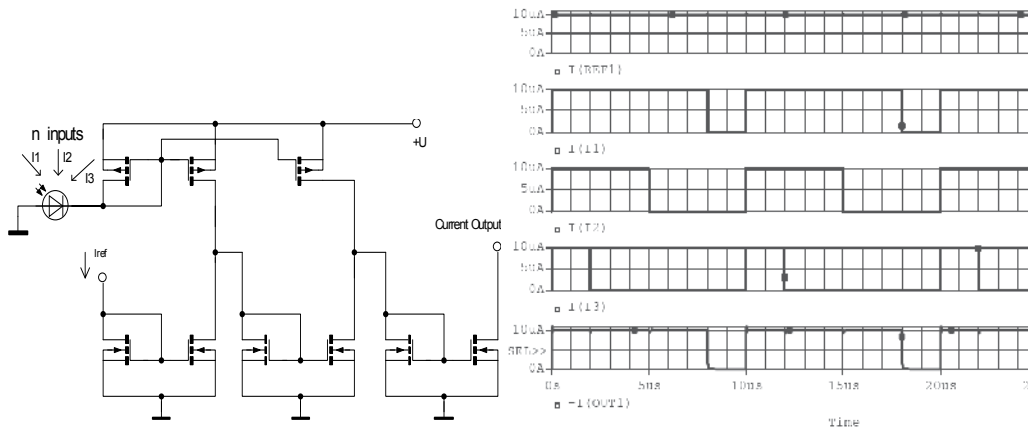 n inputs
I1
I2
I3
+U
Current Output
Iref
10uA
5uA
0A
I(REF1)
10uA
5uA
0A
I(I1)
10uA
5uA
0A
I(I2)
10uA
5uA
0A
I(I3)
10uA
SEL>>
0A
0s 5us 10us 15us 20us 2
-I(OUT1)
Time